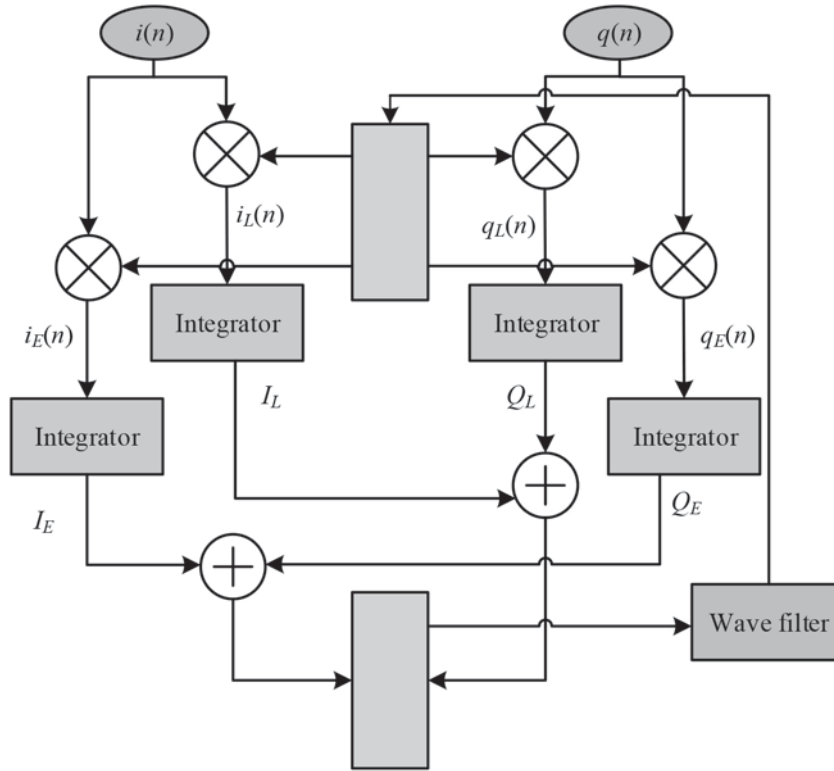 i(n)
q(n)
i_L(n)
q_L(n)
Integrator
Integrator
i_E(n)
q_E(n)
I_L
Q_L
Integrator
Integrator
I_E
Q_E
Wave filter